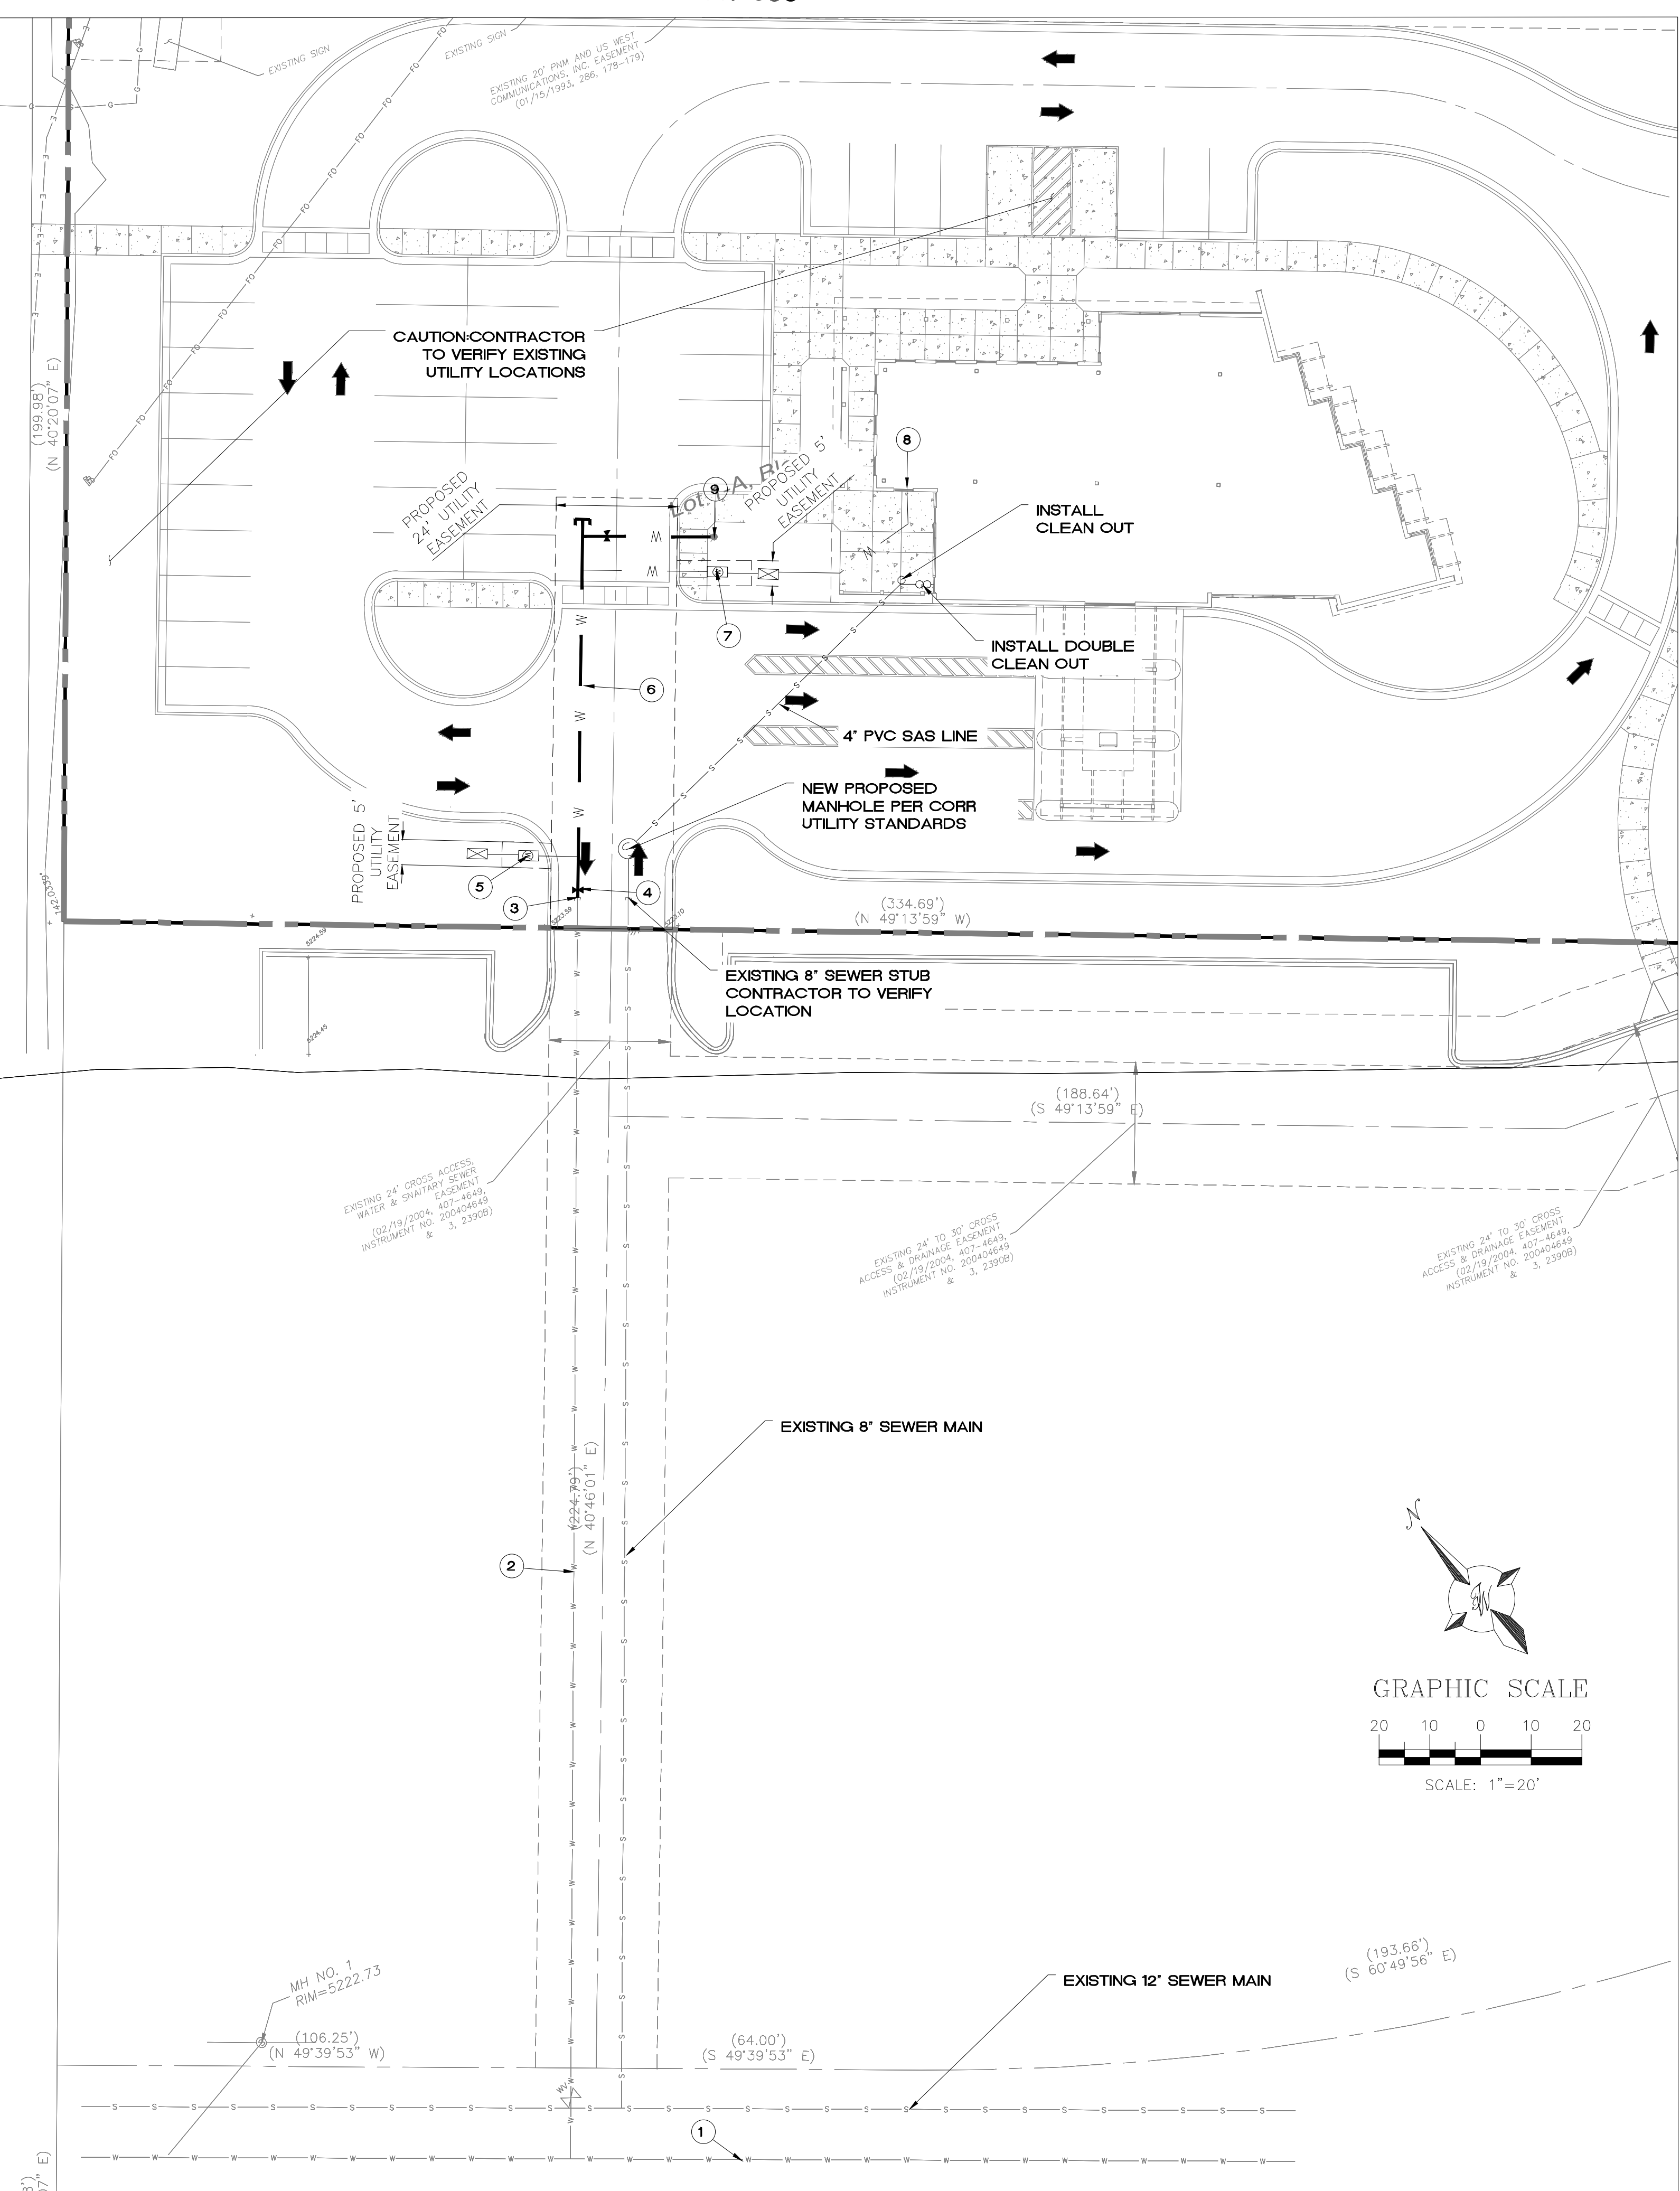 EXISTING SIGN
EXISTING SIGN
EXISTING 20' PNM AND US WEST
COMMUNICATIONS, INC. EASEMENT
(01/15/1993, 286, 178-179)
CAUTION:CONTRACTOR
TO VERIFY EXISTING
UTILITY LOCATIONS
(199.98')
(N 40°20'07" E)
PROPOSED
24' UTILITY
EASEMENT
PROPOSED 5'
UTILITY
EASEMENT
8
9
INSTALL
CLEAN OUT
7
INSTALL DOUBLE
CLEAN OUT
6
4" PVC SAS LINE
NEW PROPOSED
MANHOLE PER CORR
UTILITY STANDARDS
PROPOSED 5'
UTILITY
EASEMENT
5
4
3
(334.69')
(N 49°13'59" W)
5223.59
5223.10
5224.59
5224.45
EXISTING 8" SEWER STUB
CONTRACTOR TO VERIFY
LOCATION
(188.64')
(S 49°13'59" E)
EXISTING 24' CROSS ACCESS,
WATER & SNAITARY SEWER
EASEMENT
(02/19/2004, 407-4649,
INSTRUMENT NO. 200404649
& 3, 2390B)
EXISTING 24' TO 30' CROSS
ACCESS & DRAINAGE EASEMENT
(02/19/2004, 407-4649,
INSTRUMENT NO. 200404649
& 3, 2390B)
EXISTING 24' TO 30' CROSS
ACCESS & DRAINAGE EASEMENT
(02/19/2004, 407-4649,
INSTRUMENT NO. 200404649
& 3, 2390B)
EXISTING 8" SEWER MAIN
(224.79')
(N 40°46'01" E)
2
N
GRAPHIC SCALE
20 10 0 10 20
SCALE: 1"=20'
MH NO. 1
RIM=5222.73
(106.25')
(N 49°39'53" W)
(64.00')
(S 49°39'53" E)
EXISTING 12" SEWER MAIN
(193.66')
(S 60°49'56" E)
WV
1